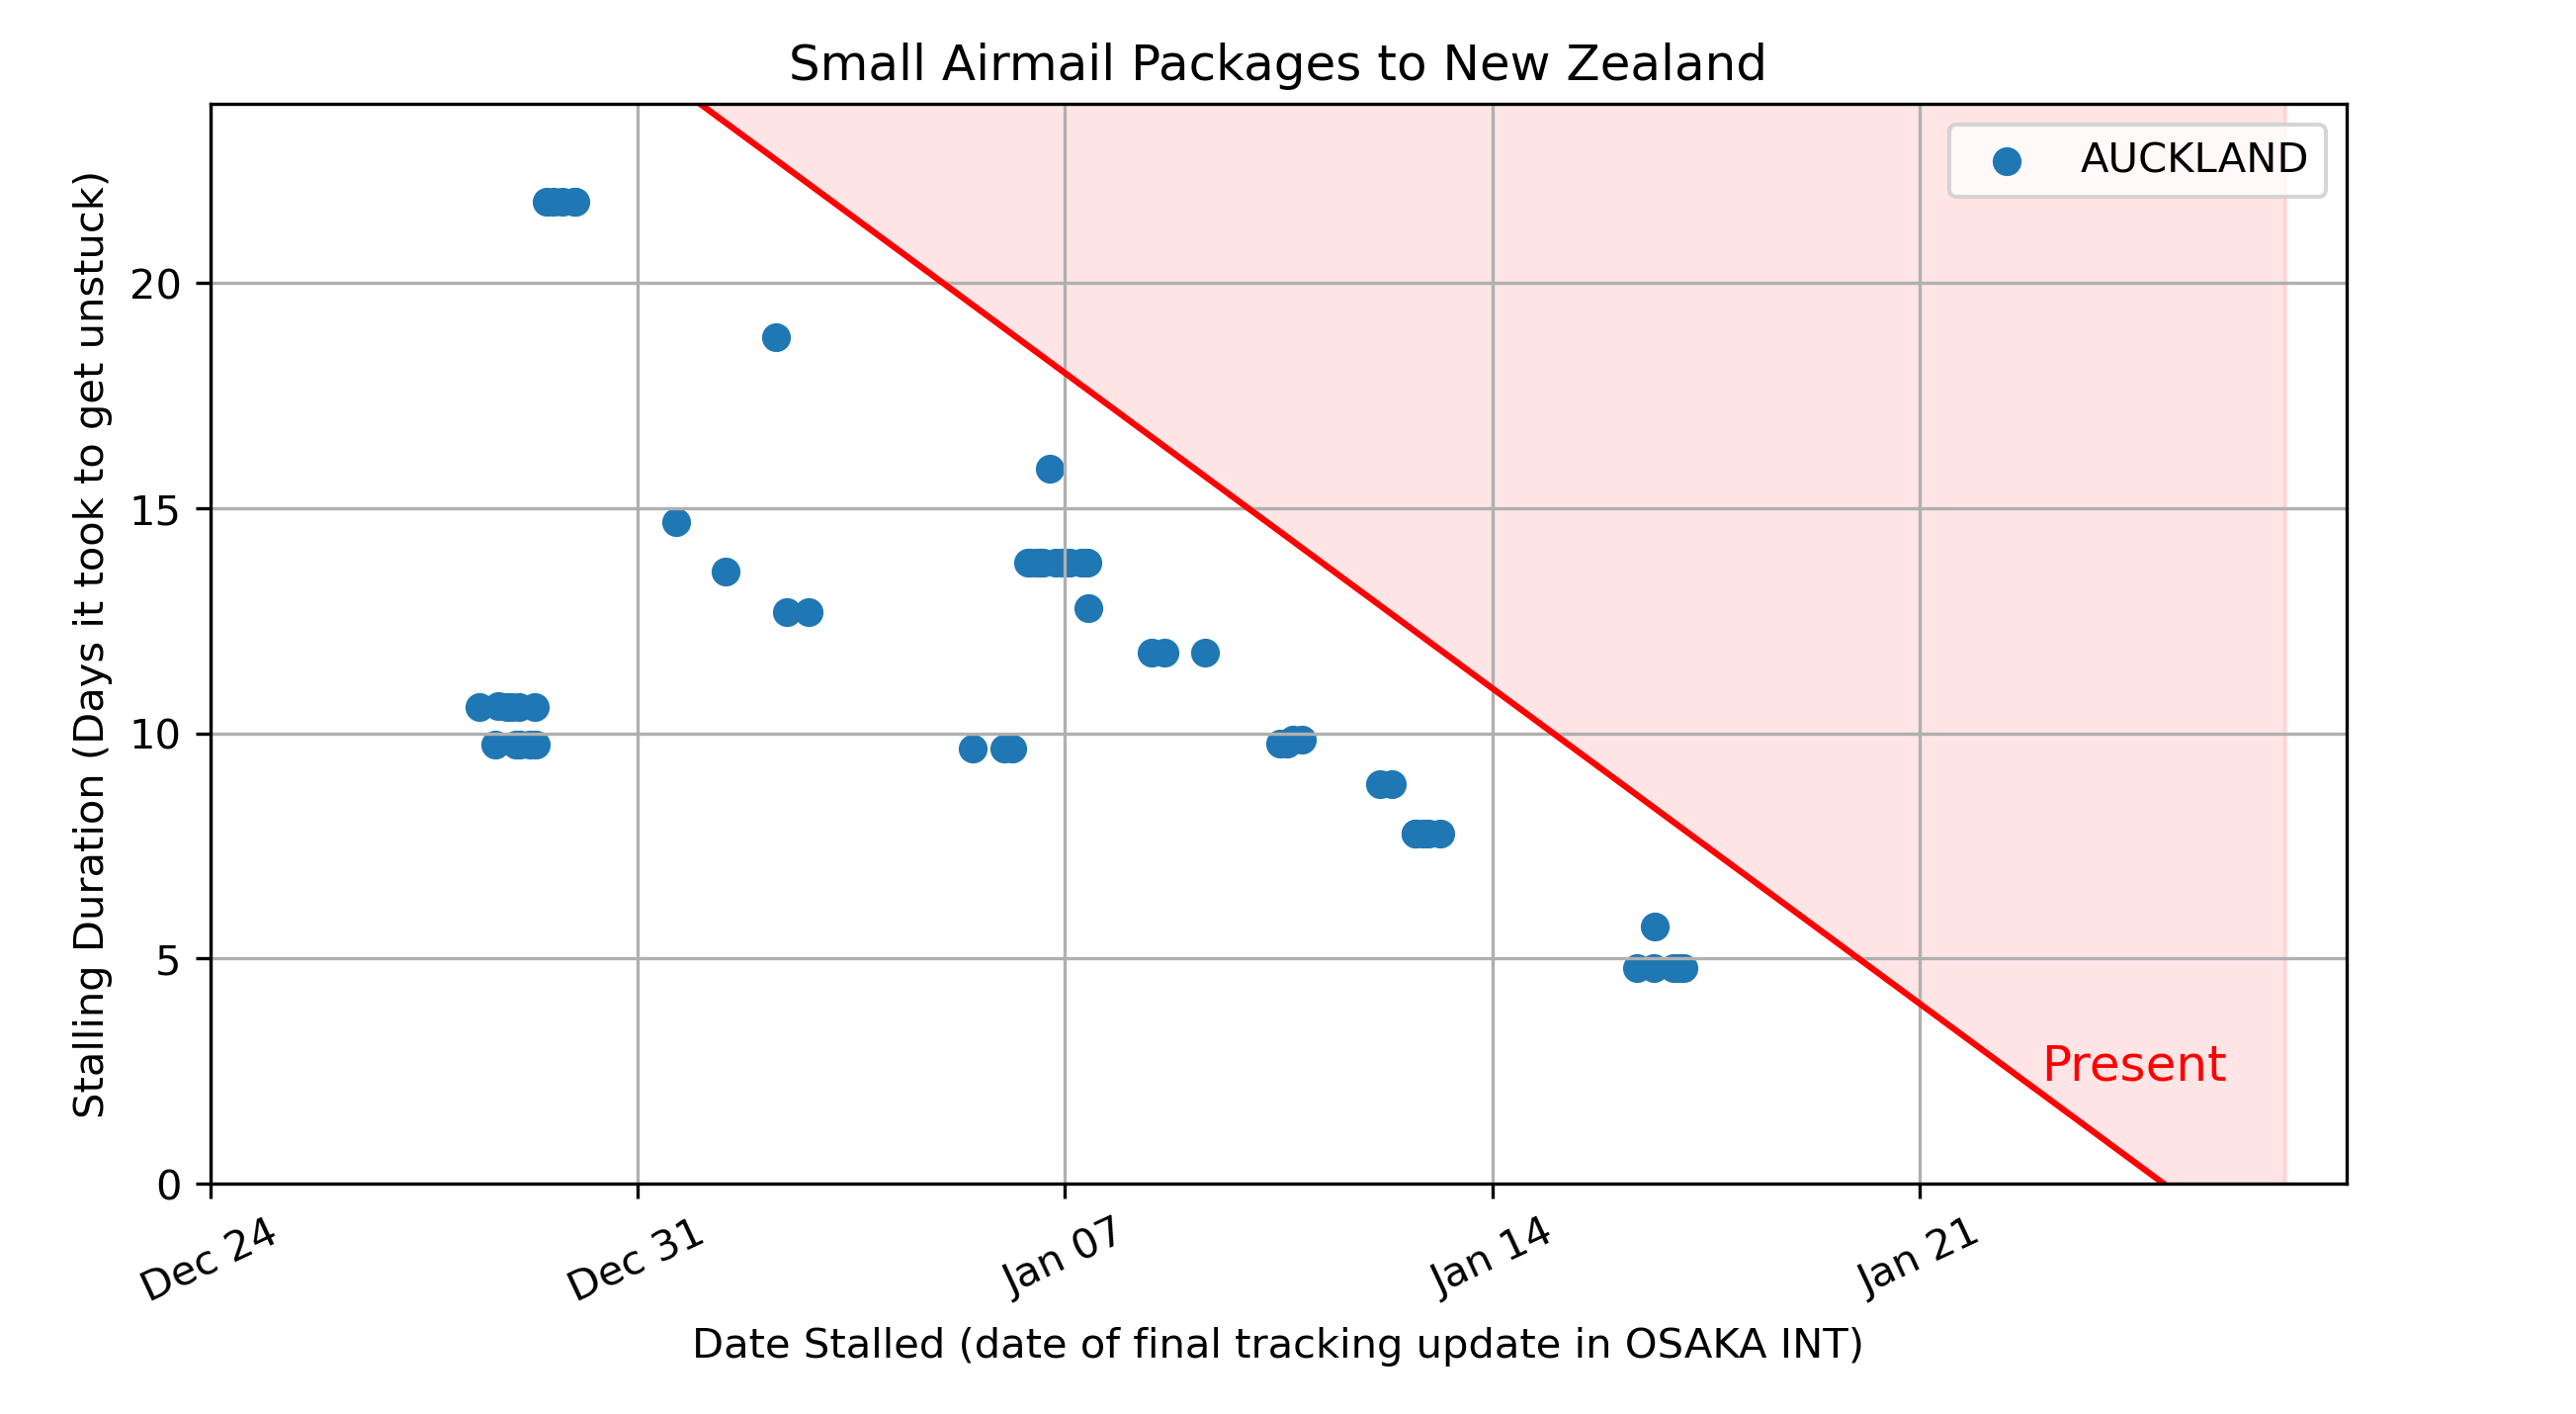 Small Airmail Packages to New Zealand
AUCKLAND
Stalling Duration (Days it took to get unstuck)
20
15
10
5
0
Present
Dec 24
Dec 31
Jan 07
Jan 14
Jan 21
Date Stalled (date of final tracking update in OSAKA INT)